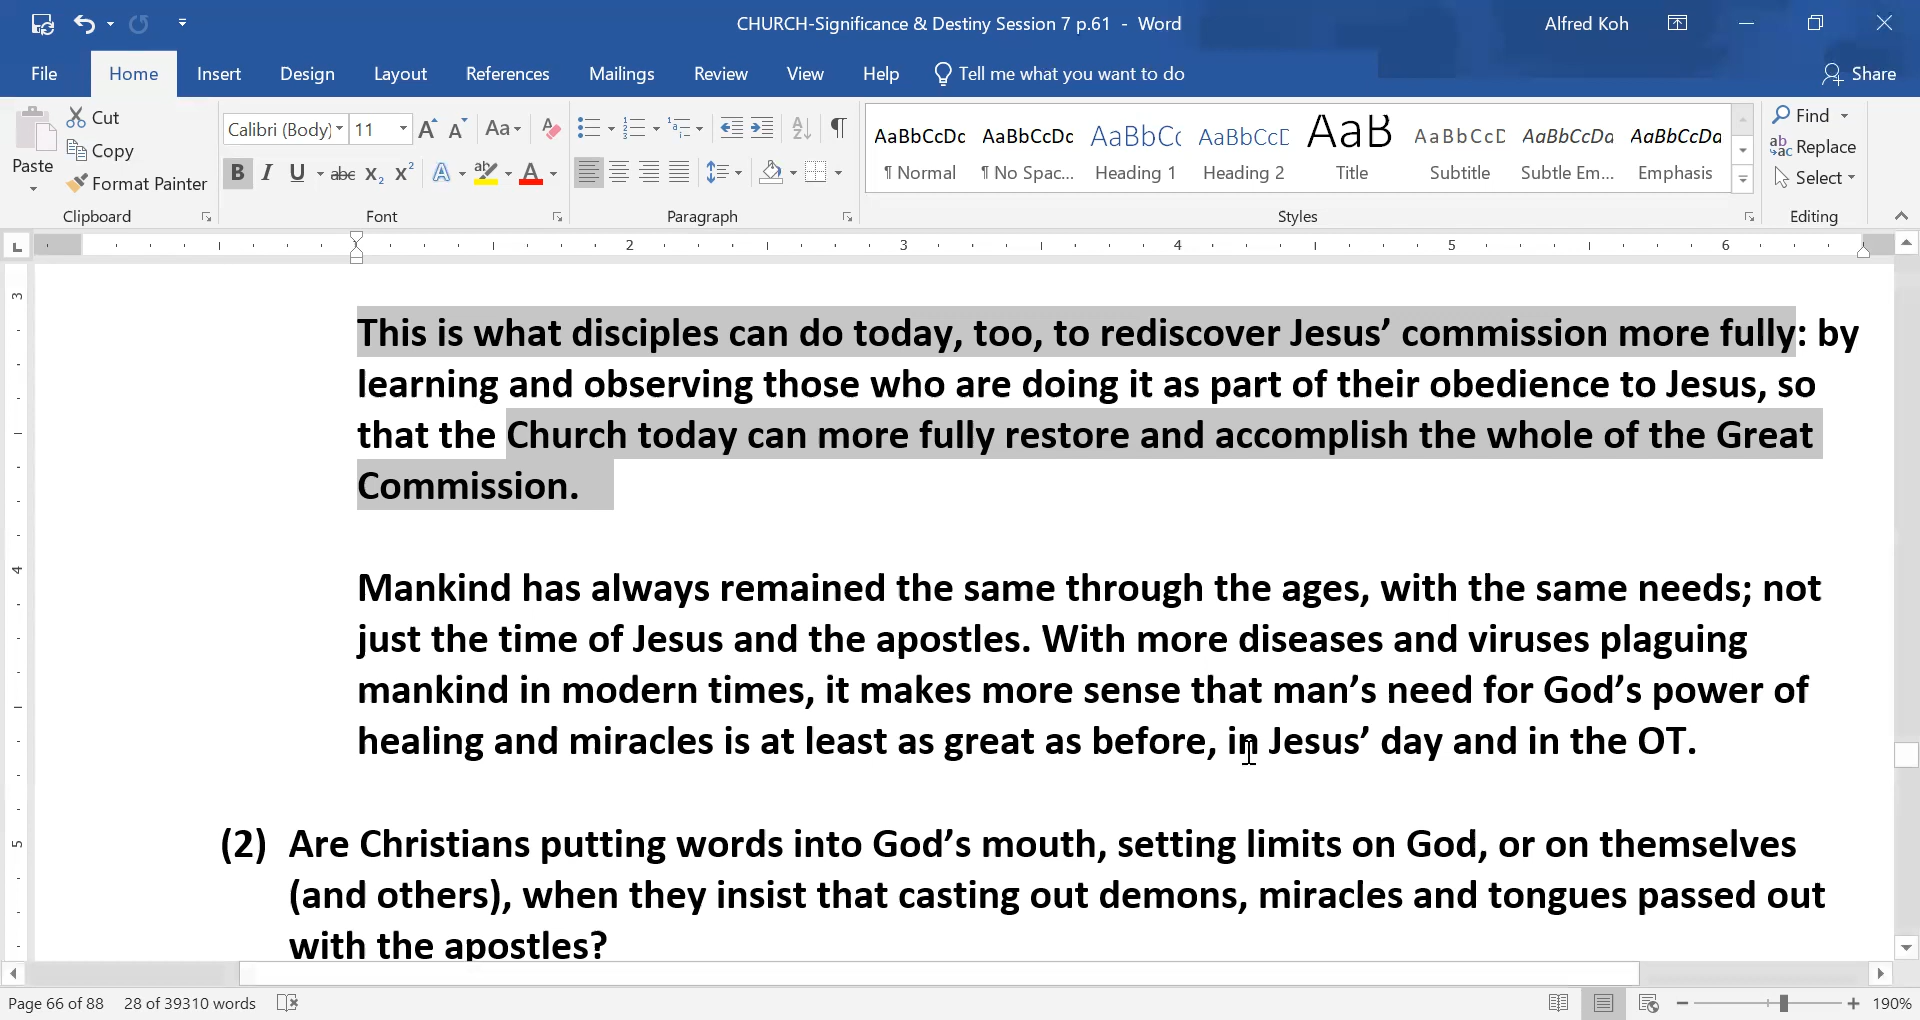 CHURCH-Significance & Destiny Session 7 p.61 - Word
Alfred Koh
File Home Insert Design Layout References Mailings Review View Help Tell me what you want to do Share
Paste
Cut
Copy
Format Painter
Clipboard
Calibri (Body) 11
Font
Paragraph
AaBbCcDc AaBbCcDc AaBbCc AaBbCcD AaB AaBbCcD AaBbCcDa AaBbCcDa
¶ Normal ¶ No Spac... Heading 1 Heading 2 Title Subtitle Subtle Em... Emphasis
Styles
Find
Replace
Select
Editing
2 3 4 5 6
3
4
5
This is what disciples can do today, too, to rediscover Jesus’ commission more fully: by
learning and observing those who are doing it as part of their obedience to Jesus, so
that the Church today can more fully restore and accomplish the whole of the Great
Commission.
Mankind has always remained the same through the ages, with the same needs; not
just the time of Jesus and the apostles. With more diseases and viruses plaguing
mankind in modern times, it makes more sense that man’s need for God’s power of
healing and miracles is at least as great as before, in Jesus’ day and in the OT.
(2) Are Christians putting words into God’s mouth, setting limits on God, or on themselves
(and others), when they insist that casting out demons, miracles and tongues passed out
with the apostles?
Page 66 of 88 28 of 39310 words 190%